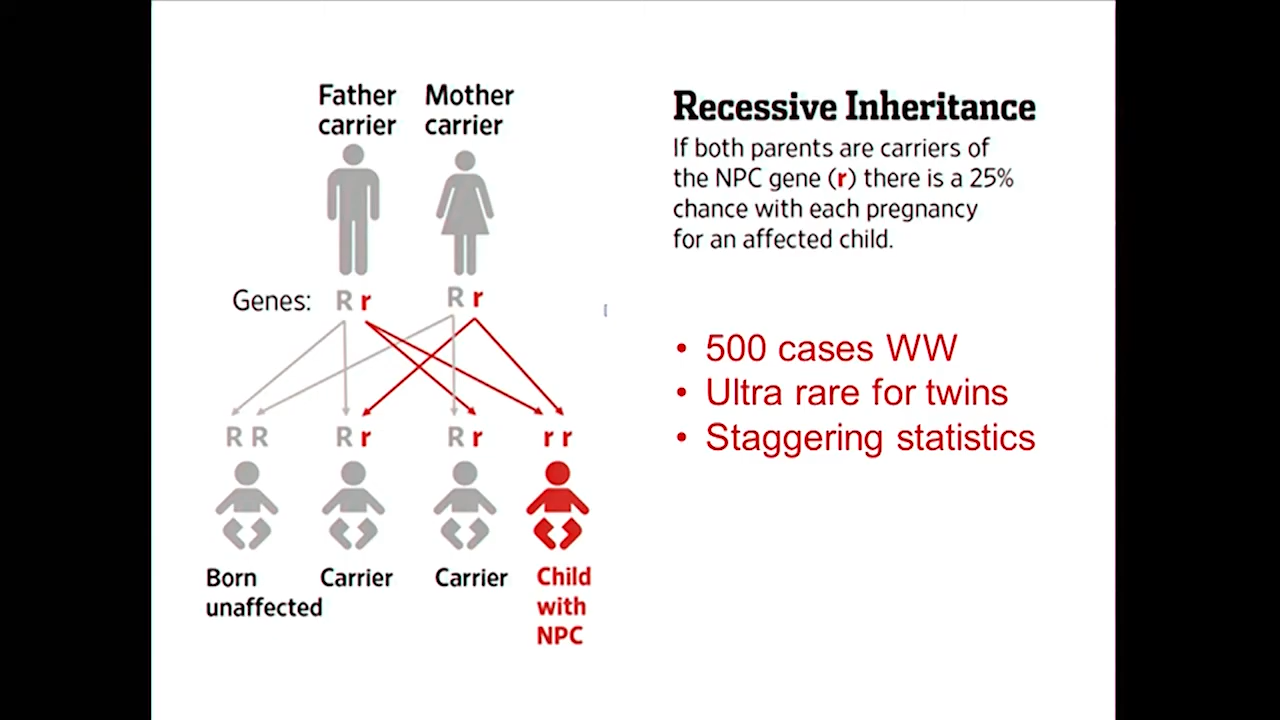 Father Mother
carrier carrier
Genes: R r R r
R R R r R r r r
Born Carrier Carrier Child
unaffected with
NPC
Recessive Inheritance
If both parents are carriers of
the NPC gene (r) there is a 25%
chance with each pregnancy
for an affected child.
• 500 cases WW
• Ultra rare for twins
• Staggering statistics